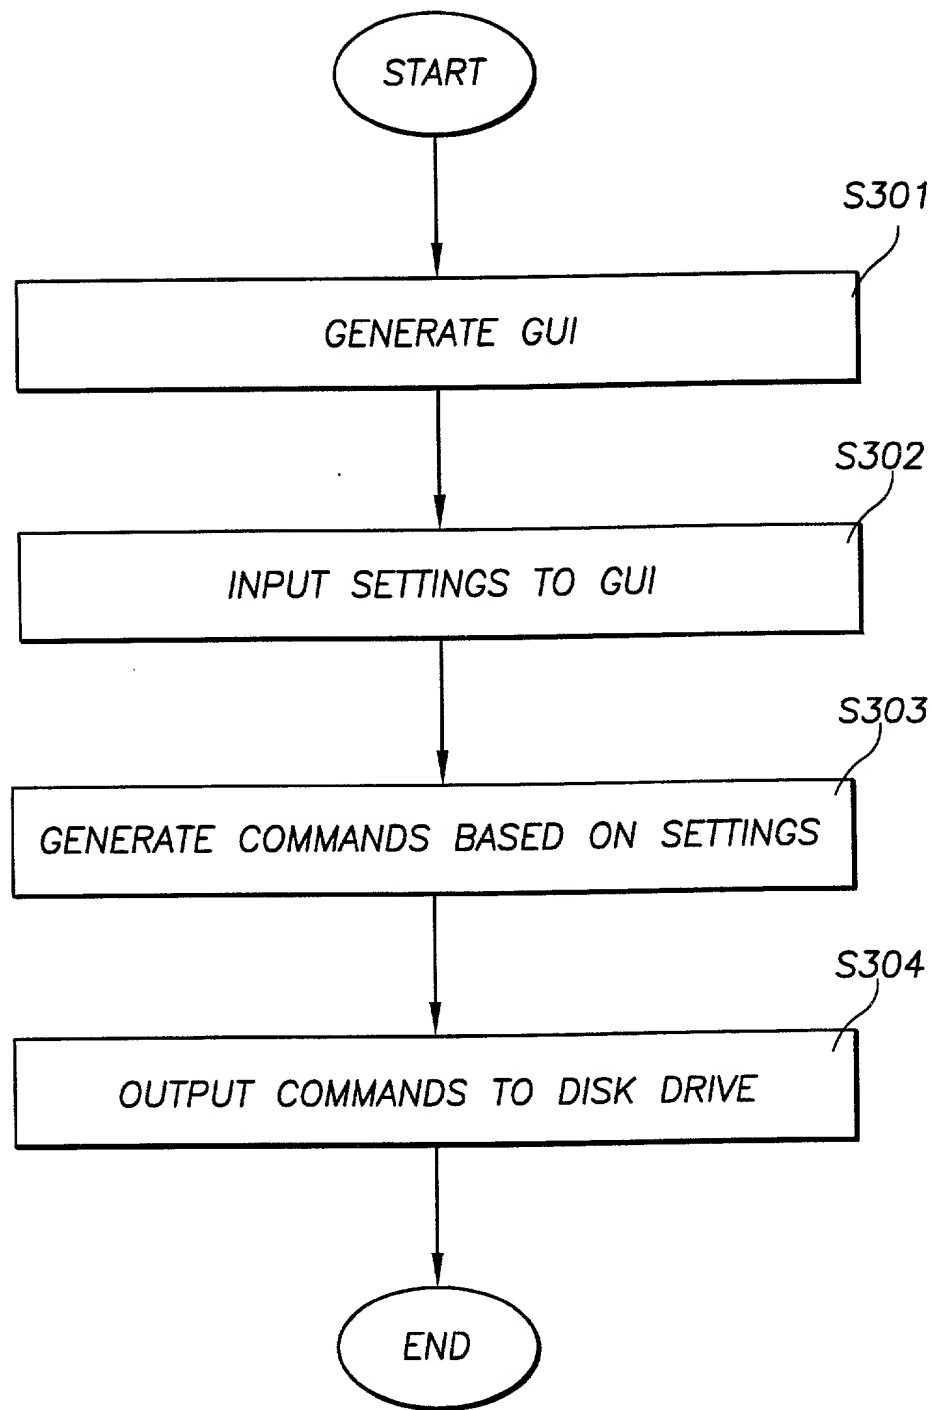 START
S301
GENERATE GUI
S302
INPUT SETTINGS TO GUI
S303
GENERATE COMMANDS BASED ON SETTINGS
S304
OUTPUT COMMANDS TO DISK DRIVE
END